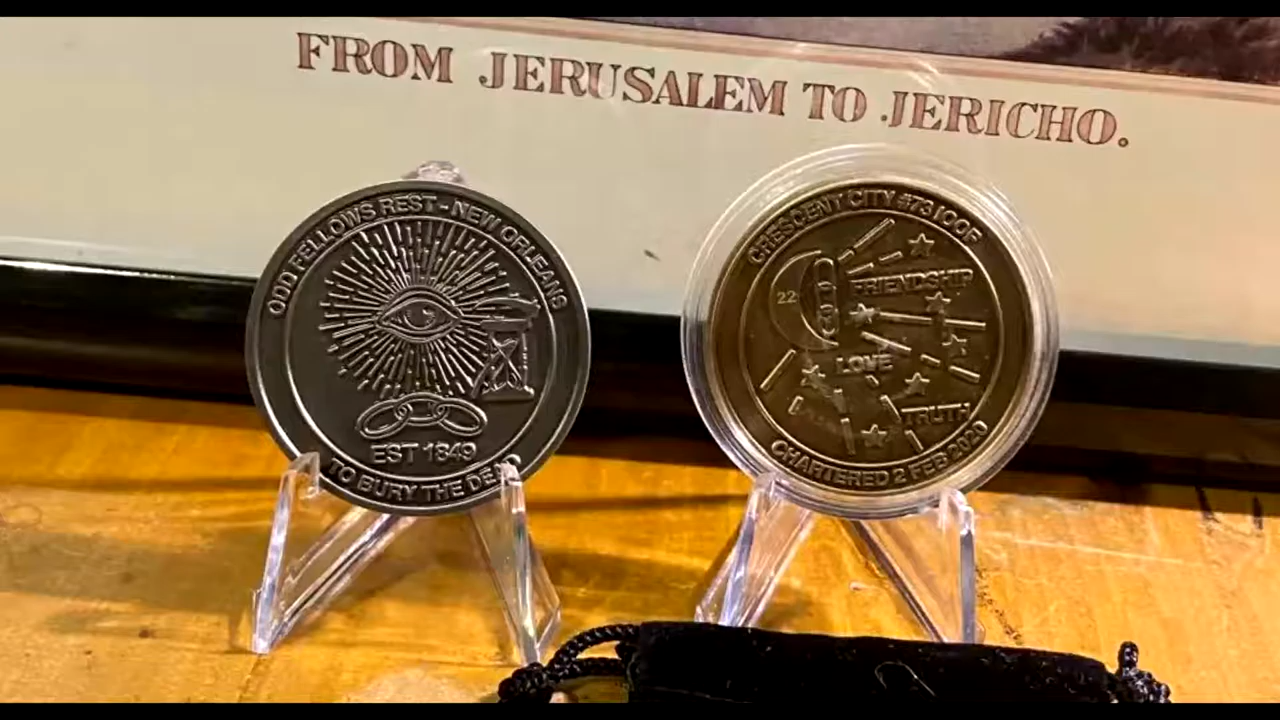 FROM JERUSALEM TO JERICHO.
ODD FELLOWS REST - NEW ORLEANS
EST 1849
TO BURY THE DEAD
CRESCENT CITY #73 IOOF
22
FRIENDSHIP
LOVE
TRUTH
CHARTERED 2 FEB 2020